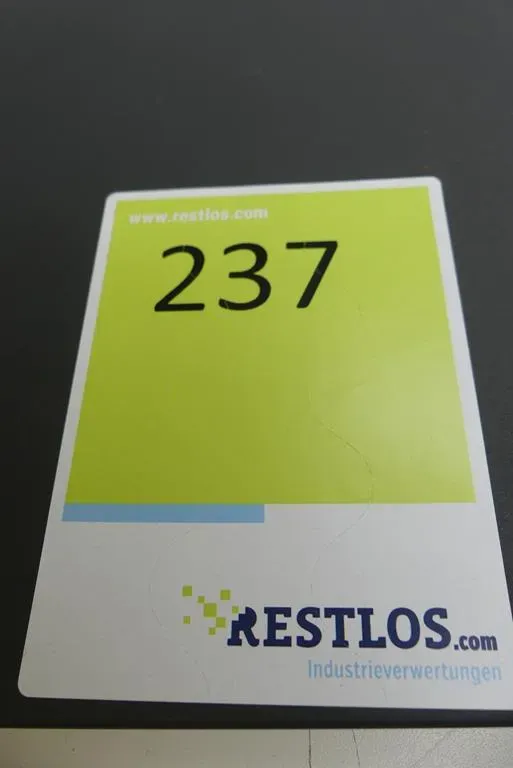 www.restlos.com
237
RESTLOS.com
Industrieverwertungen